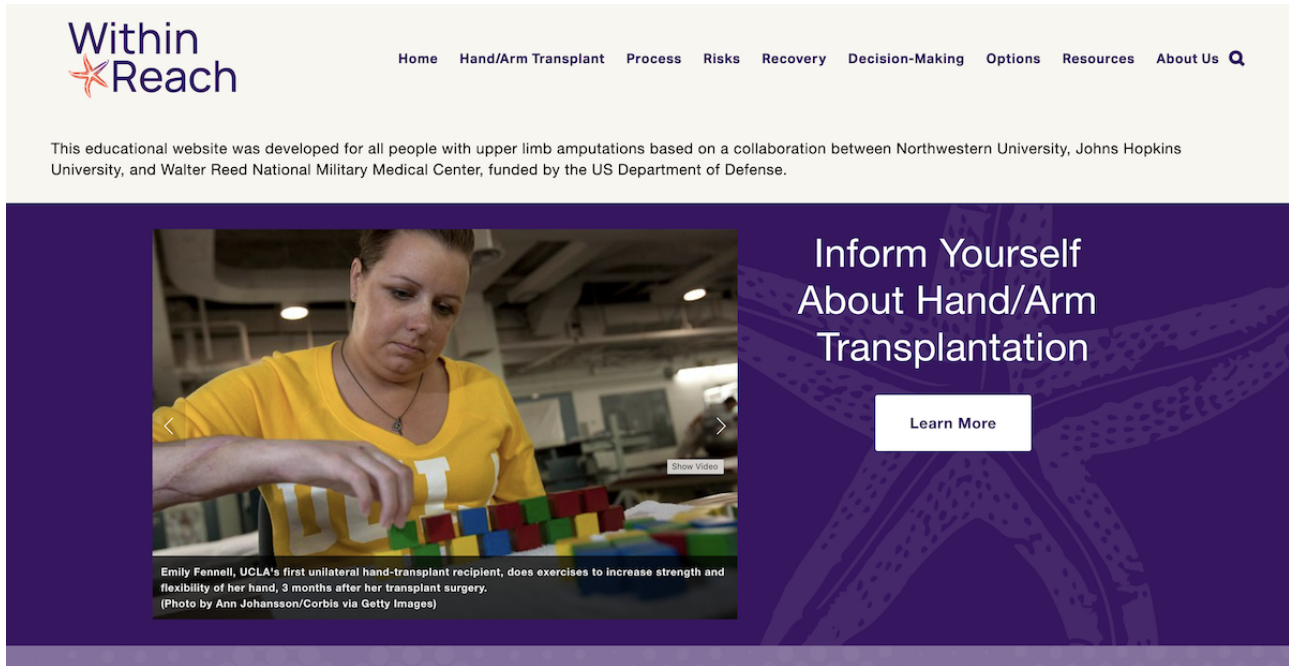 Within
Reach
Home Hand/Arm Transplant Process Risks Recovery Decision-Making Options Resources About Us
This educational website was developed for all people with upper limb amputations based on a collaboration between Northwestern University, Johns Hopkins
University, and Walter Reed National Military Medical Center, funded by the US Department of Defense.
UCLA
Show Video
Emily Fennell, UCLA's first unilateral hand-transplant recipient, does exercises to increase strength and
flexibility of her hand, 3 months after her transplant surgery.
(Photo by Ann Johansson/Corbis via Getty Images)
Inform Yourself
About Hand/Arm
Transplantation
Learn More